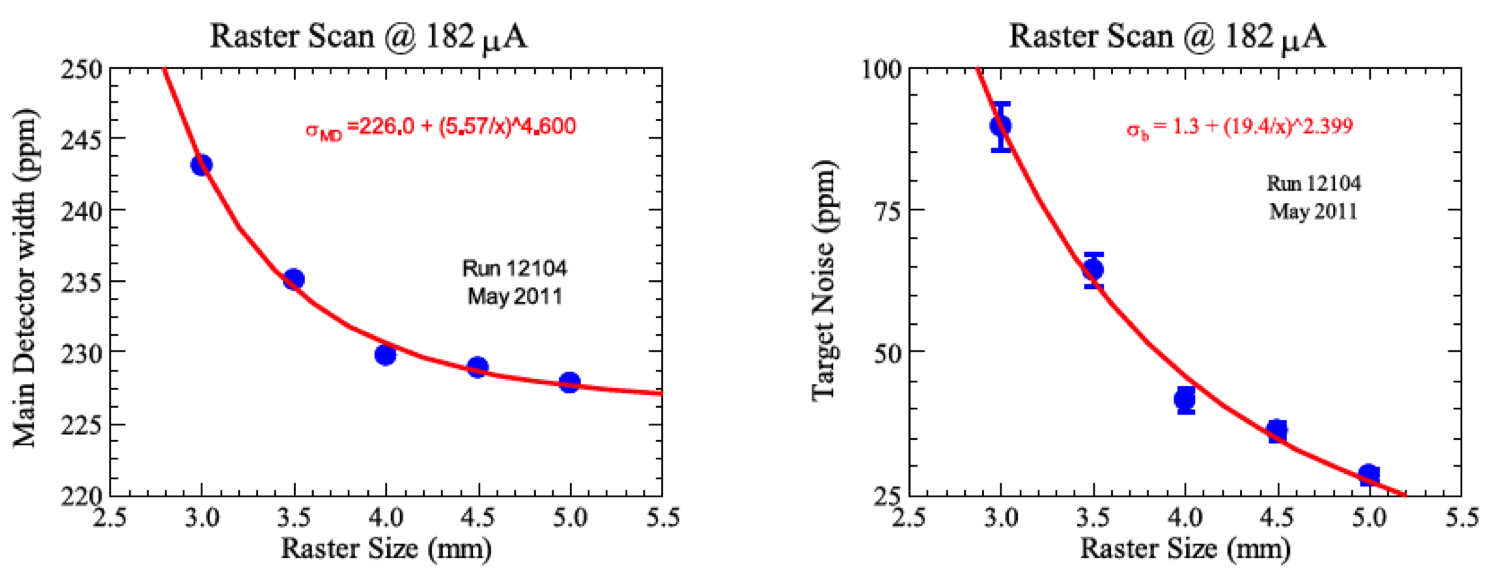 Raster Scan @ 182 μA
250
245
240
235
230
225
220
Main Detector width (ppm)
σMD =226.0 + (5.57/x)^4.600
Run 12104
May 2011
2.5 3.0 3.5 4.0 4.5 5.0 5.5
Raster Size (mm)
Raster Scan @ 182 μA
100
75
50
25
Target Noise (ppm)
σb = 1.3 + (19.4/x)^2.399
Run 12104
May 2011
2.5 3.0 3.5 4.0 4.5 5.0 5.5
Raster Size (mm)